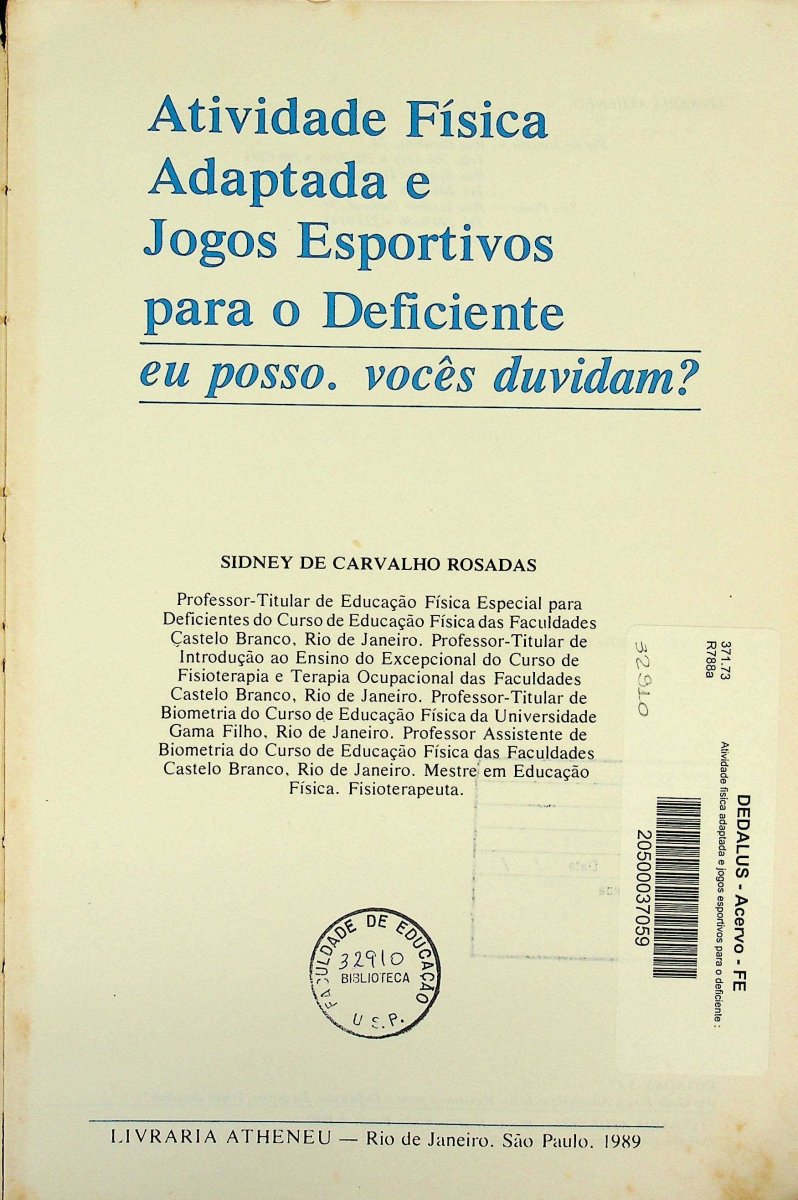 Atividade Física
Adaptada e
Jogos Esportivos
para o Deficiente
eu posso. vocês duvidam?
SIDNEY DE CARVALHO ROSADAS
Professor-Titular de Educação Física Especial para
Deficientes do Curso de Educação Física das Faculdades
Castelo Branco, Rio de Janeiro. Professor-Titular de
Introdução ao Ensino do Excepcional do Curso de
Fisioterapia e Terapia Ocupacional das Faculdades
Castelo Branco, Rio de Janeiro. Professor-Titular de
Biometria do Curso de Educação Física da Universidade
Gama Filho, Rio de Janeiro. Professor Assistente de
Biometria do Curso de Educação Física das Faculdades
Castelo Branco, Rio de Janeiro. Mestre em Educação
Física. Fisioterapeuta.
32910
371.73
R788a
Atividade fisica adaptada e jogos esportivos para o deficiente :
DEDALUS - Acervo - FE
20500037059
FACULDADE DE EDUCAÇÃO
32910
BIBLIOTECA
U S.P.
LIVRARIA ATHENEU — Rio de Janeiro. São Paulo. 1989